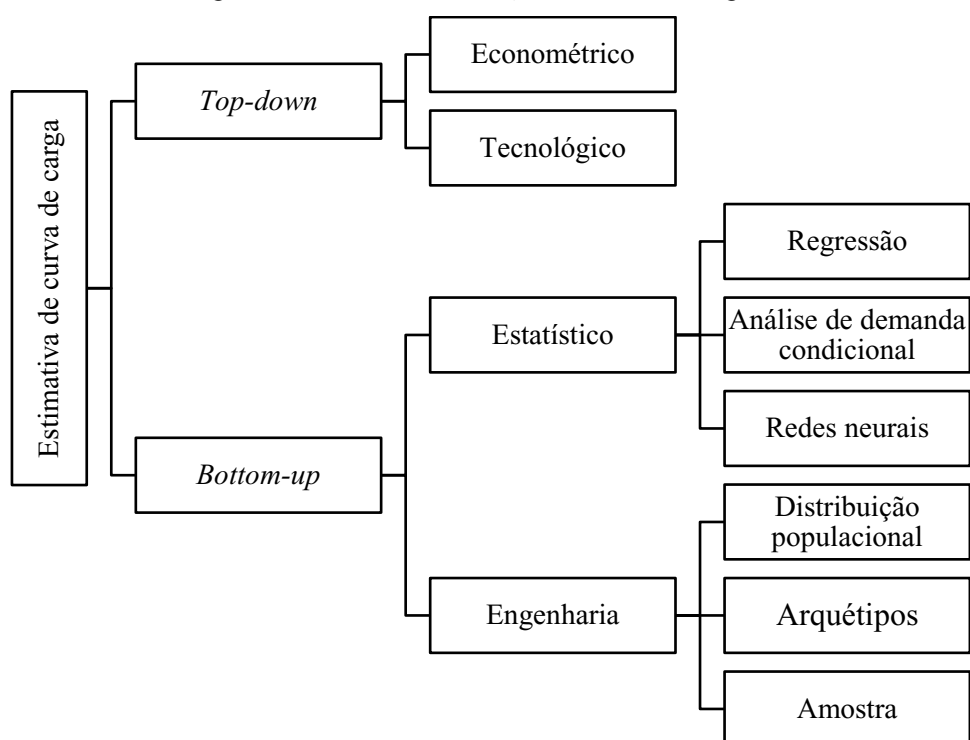 Estimativa de curva de carga
Top-down
Econométrico
Tecnológico
Bottom-up
Estatístico
Regressão
Análise de demanda
condicional
Redes neurais
Engenharia
Distribuição
populacional
Arquétipos
Amostra